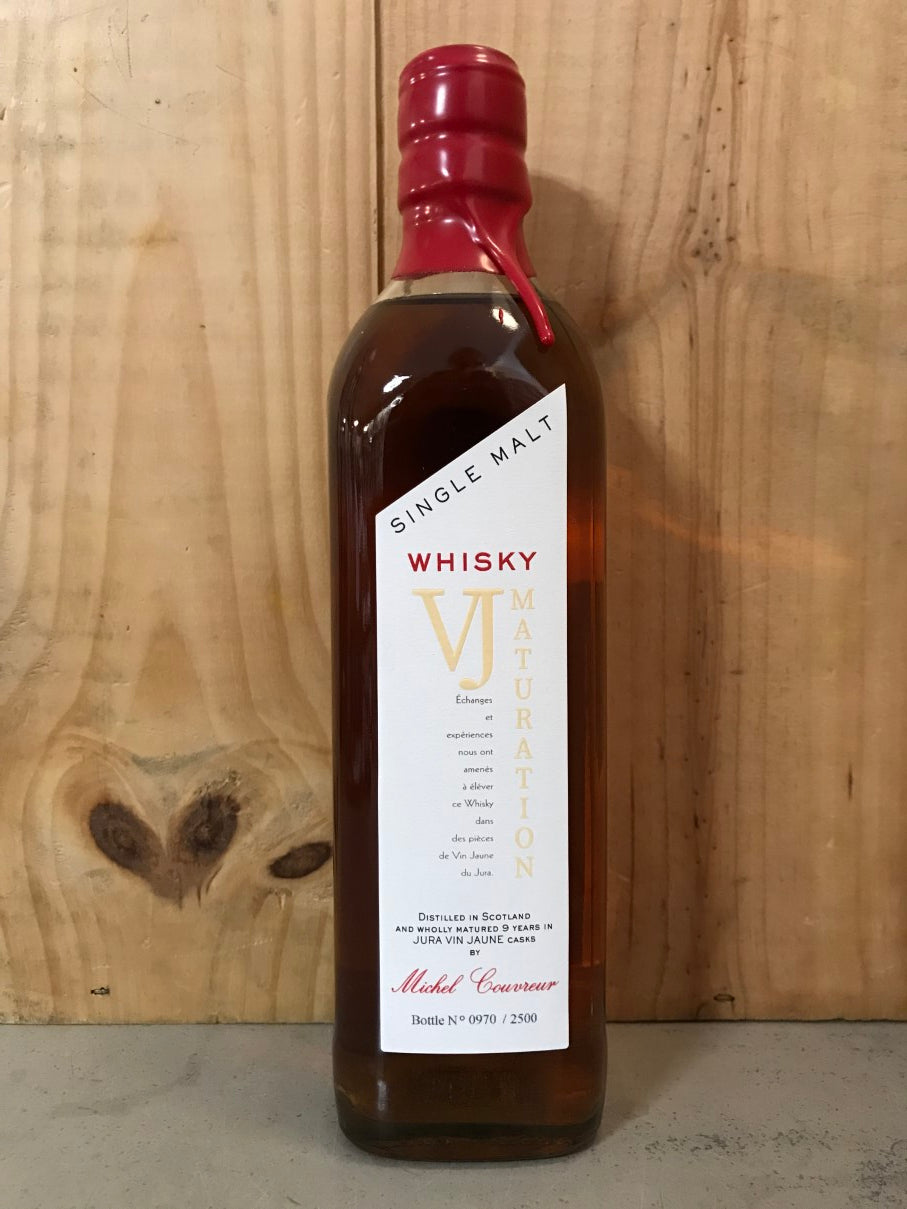 SINGLE MALT
WHISKY
VJ
MATURATION
Échanges
et
expériences
nous ont
amenés
à éléver
ce Whisky
dans
des pièces
de Vin Jaune
du Jura.
DISTILLED IN SCOTLAND
AND WHOLLY MATURED 9 YEARS IN
JURA VIN JAUNE CASKS
BY
Michel Couvreur
Bottle Nº 0970 / 2500